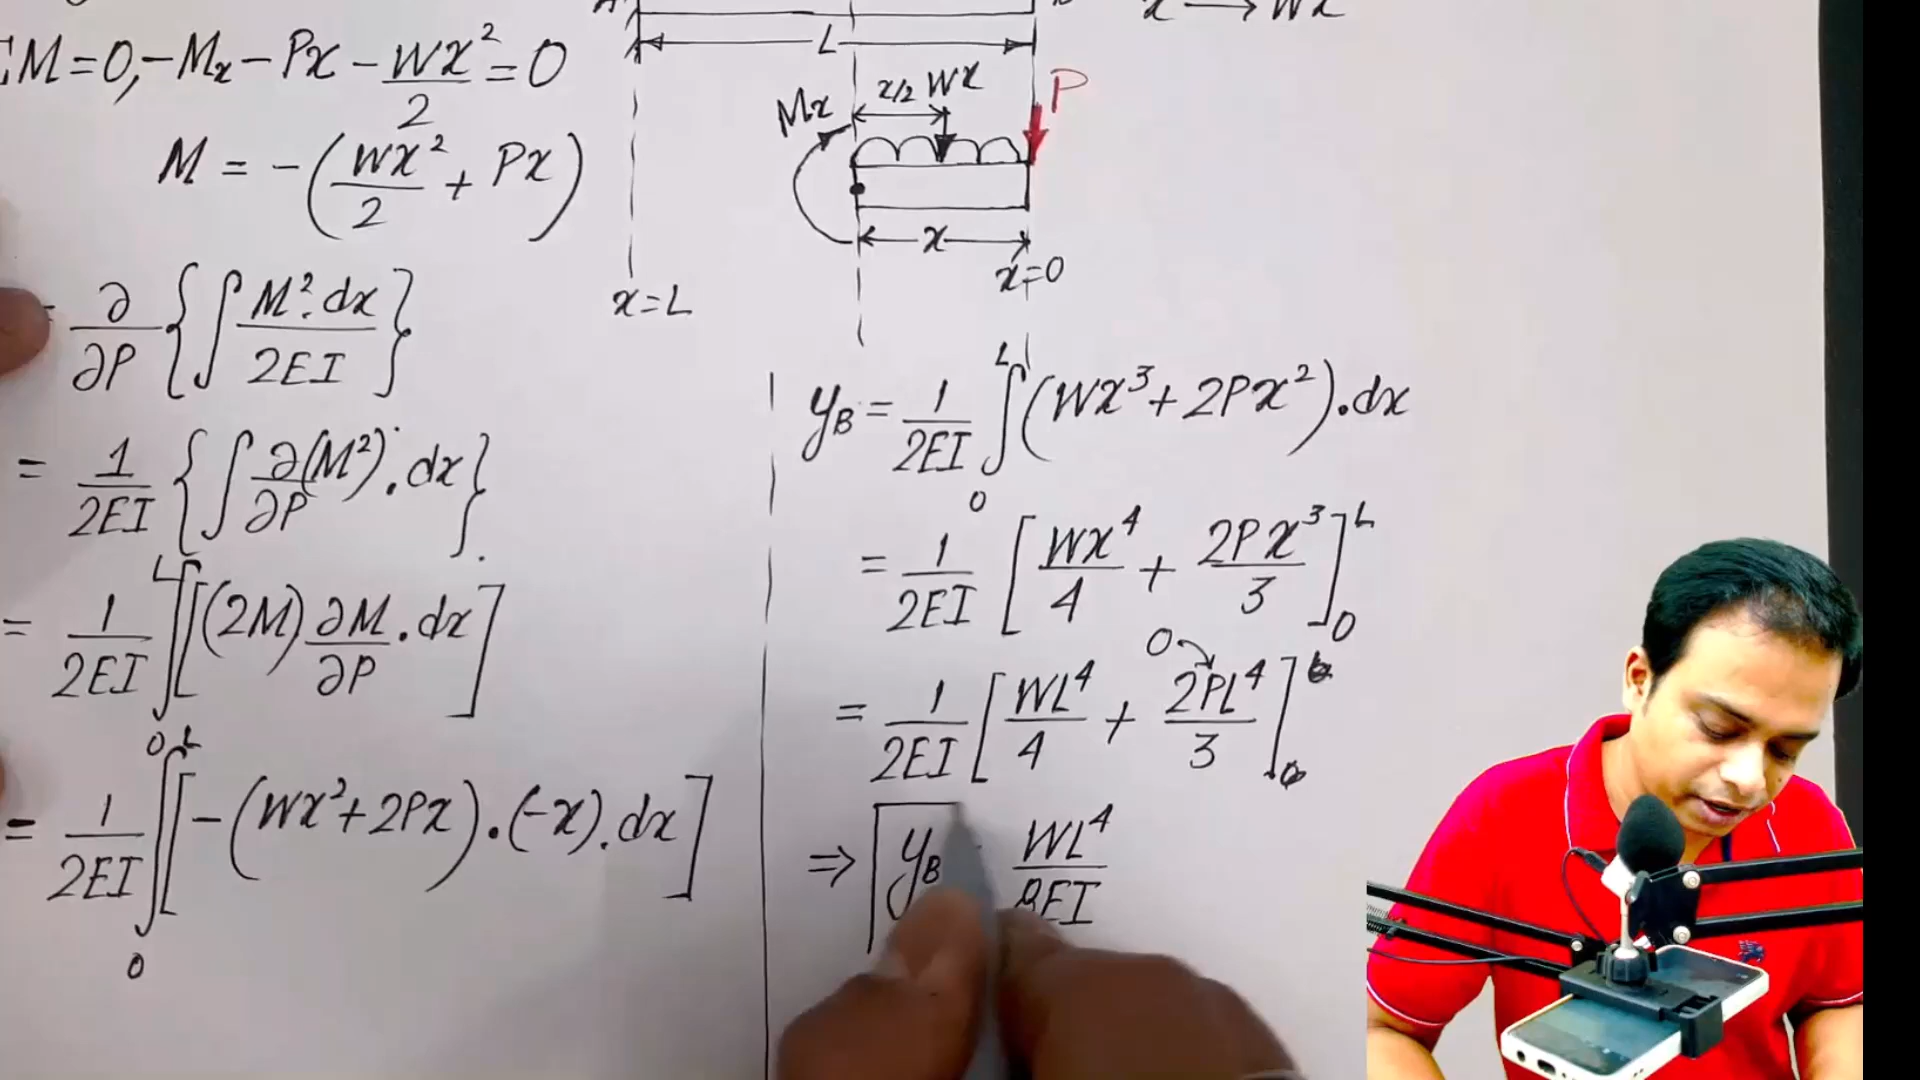 ΣM=0, -Mx - Px - Wx²/2 = 0
M = -(Wx²/2 + Px)
∂/∂P {∫ M².dx/2EI}
= 1/2EI {∫ ∂(M²)/∂P .dx}
= 1/2EI ∫₀ᴸ [(2M) ∂M/∂P .dx]
= 1/2EI ∫₀ᴸ [-(Wx²+2Px).(-x).dx]
x → Wx
L
P
x/2 Wx
Mx
x
x=0
x=L
yB = 1/2EI ∫₀ᴸ (Wx³+2Px²).dx
= 1/2EI [Wx⁴/4 + 2Px³/3]₀ᴸ
0
= 1/2EI [WL⁴/4 + 2PL⁴/3]
⇒ yB WL⁴/8EI